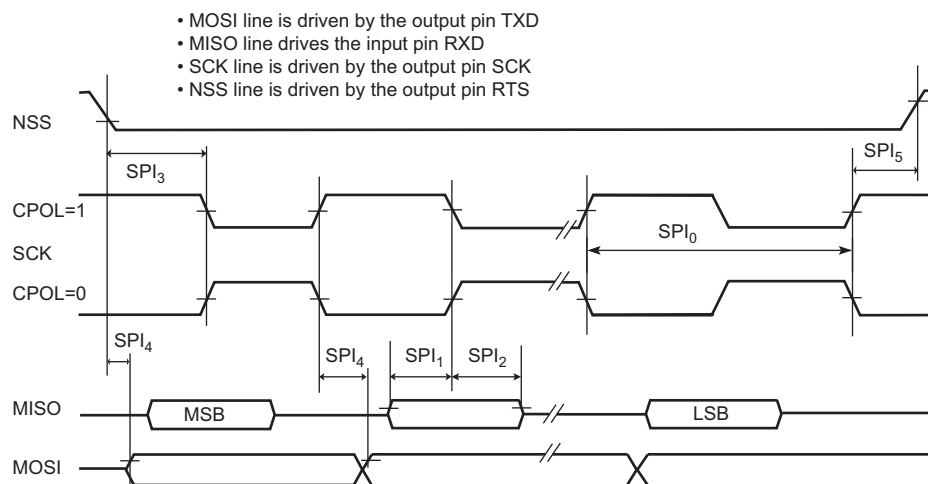 • MOSI line is driven by the output pin TXD
• MISO line drives the input pin RXD
• SCK line is driven by the output pin SCK
• NSS line is driven by the output pin RTS
NSS
SPI₃
SPI₅
CPOL=1
SCK
SPI₀
CPOL=0
SPI₄
SPI₄
SPI₁
SPI₂
MISO
MSB
LSB
MOSI